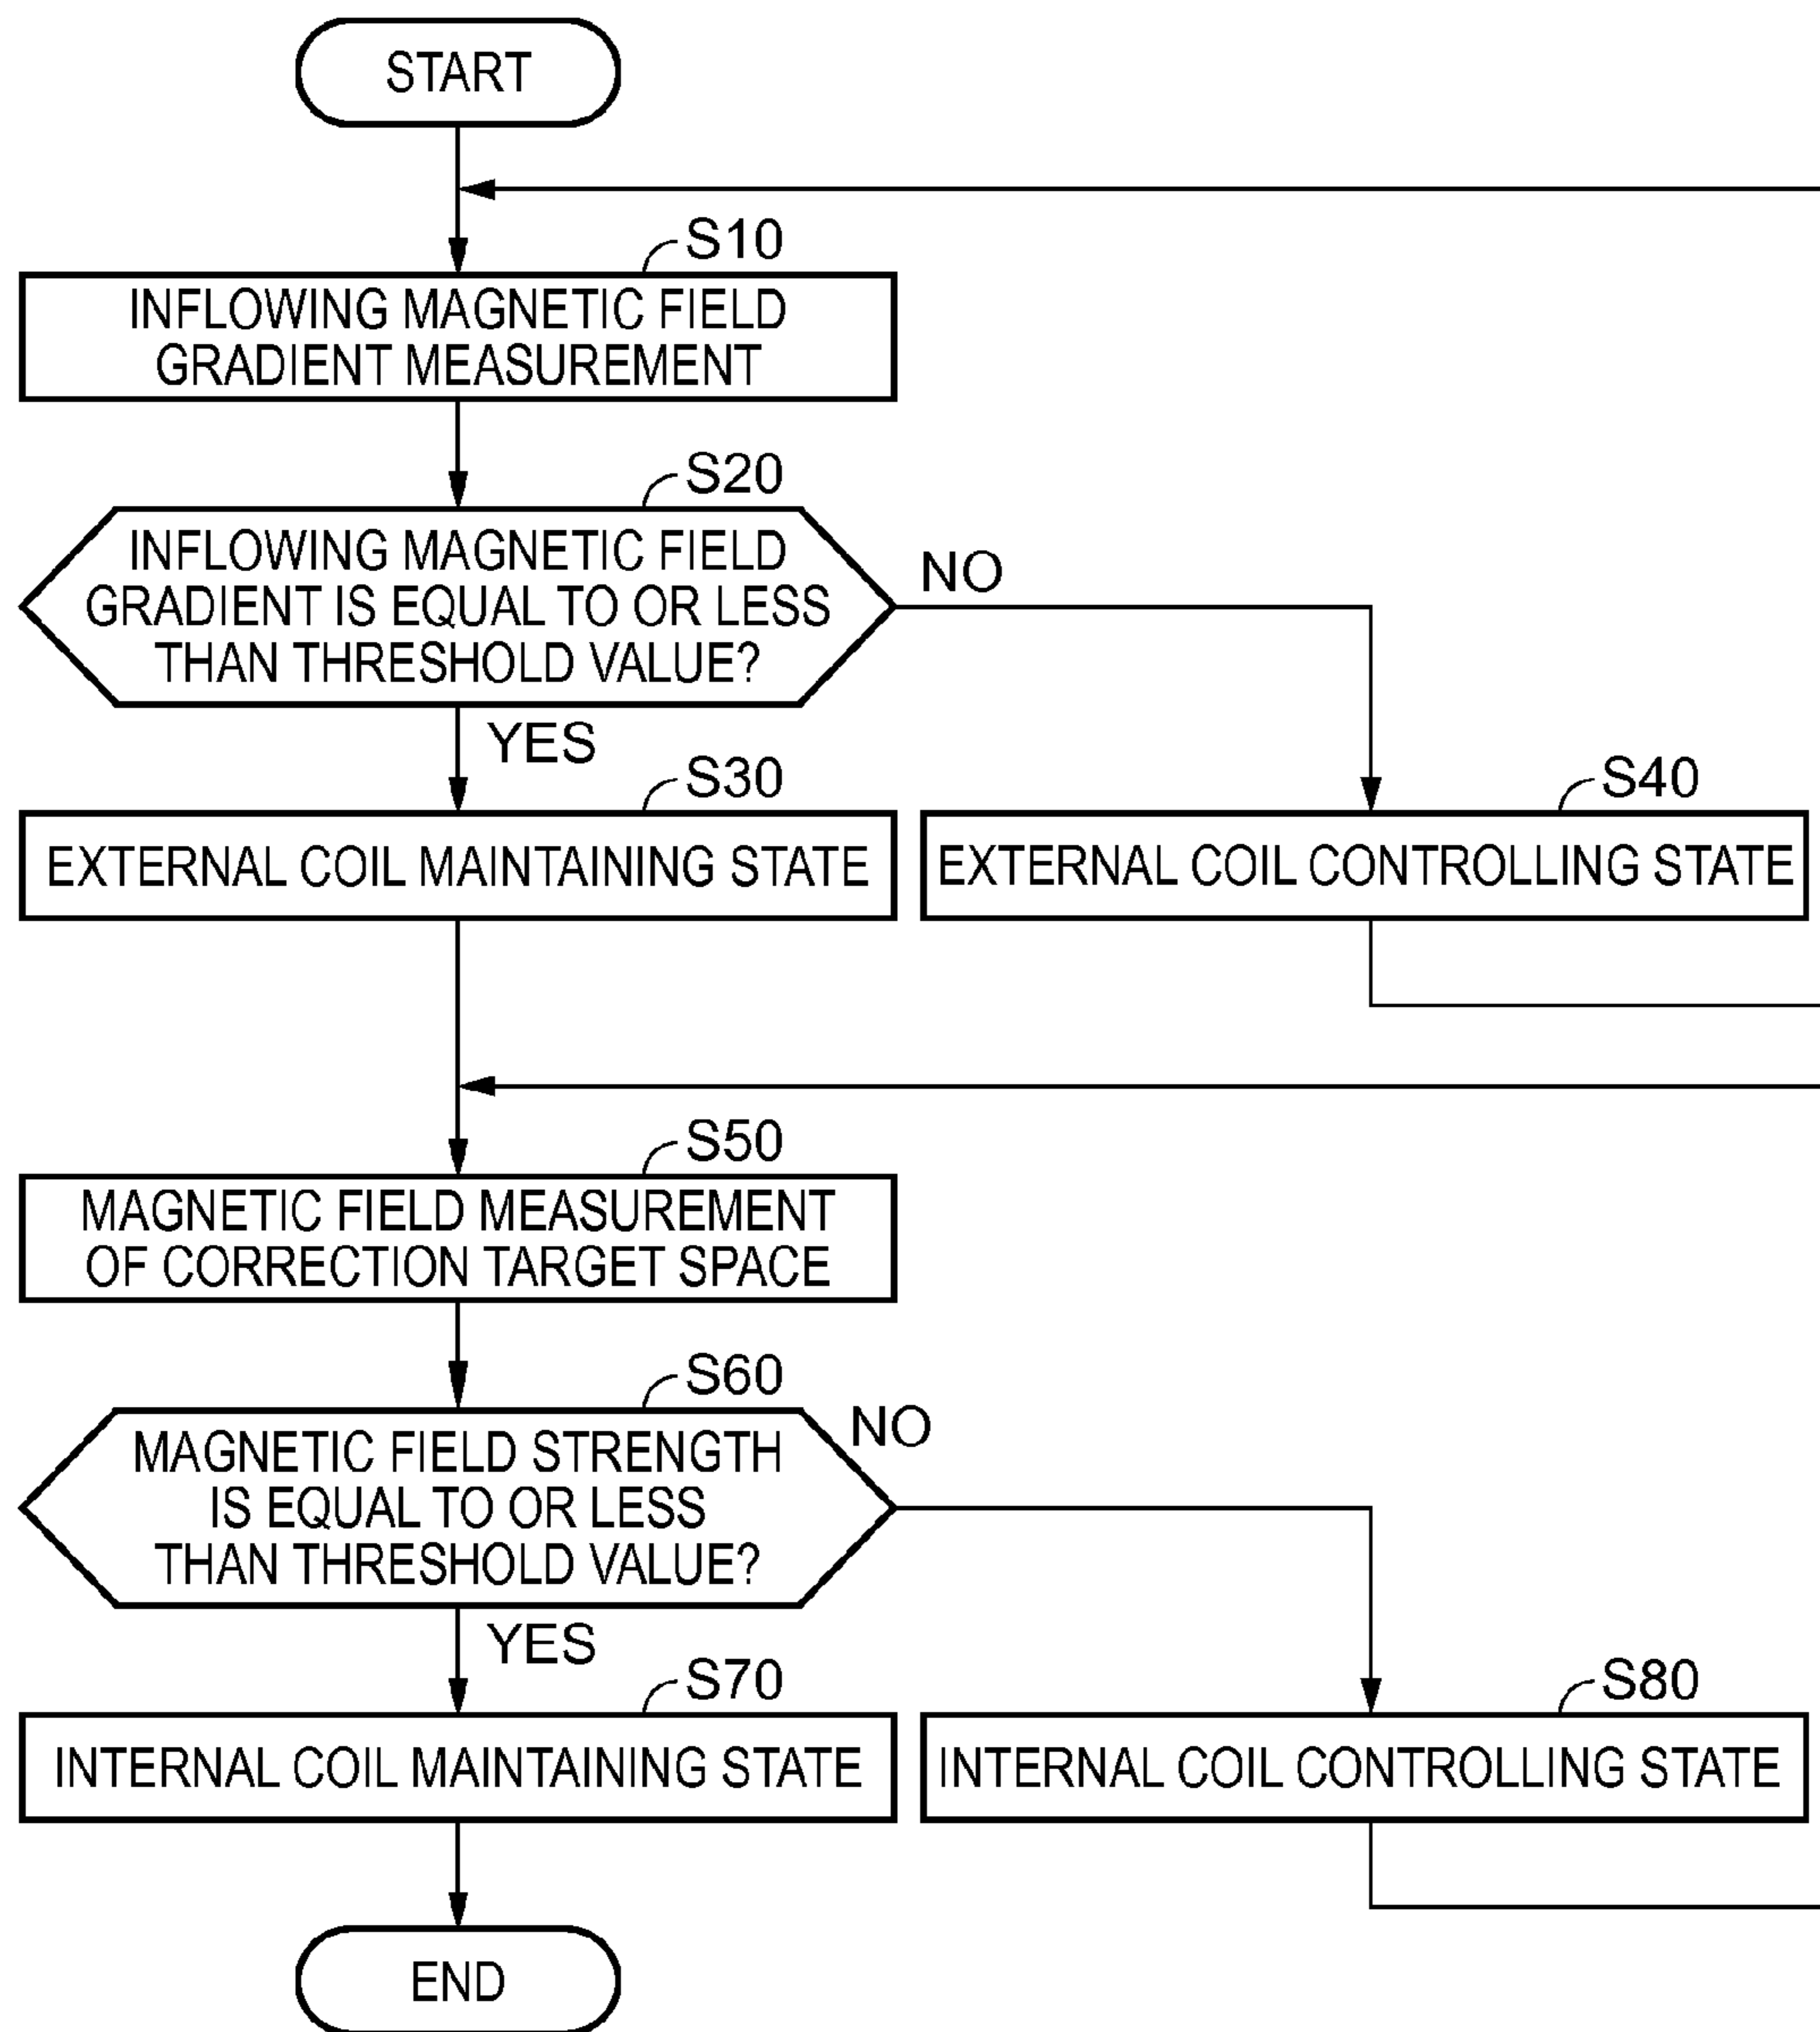 START
S10
INFLOWING MAGNETIC FIELD
GRADIENT MEASUREMENT
S20
INFLOWING MAGNETIC FIELD
GRADIENT IS EQUAL TO OR LESS
THAN THRESHOLD VALUE?
NO
YES
S30
EXTERNAL COIL MAINTAINING STATE
S40
EXTERNAL COIL CONTROLLING STATE
S50
MAGNETIC FIELD MEASUREMENT
OF CORRECTION TARGET SPACE
S60
MAGNETIC FIELD STRENGTH
IS EQUAL TO OR LESS
THAN THRESHOLD VALUE?
NO
YES
S70
INTERNAL COIL MAINTAINING STATE
S80
INTERNAL COIL CONTROLLING STATE
END